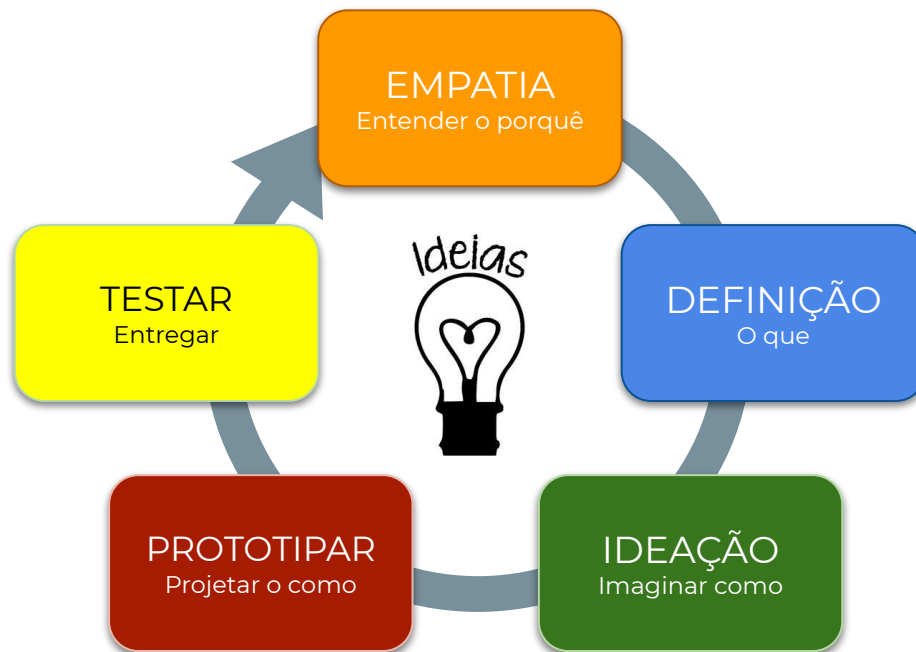 EMPATIA
Entender o porquê
Ideias
TESTAR
Entregar
DEFINIÇÃO
O que
PROTOTIPAR
Projetar o como
IDEAÇÃO
Imaginar como